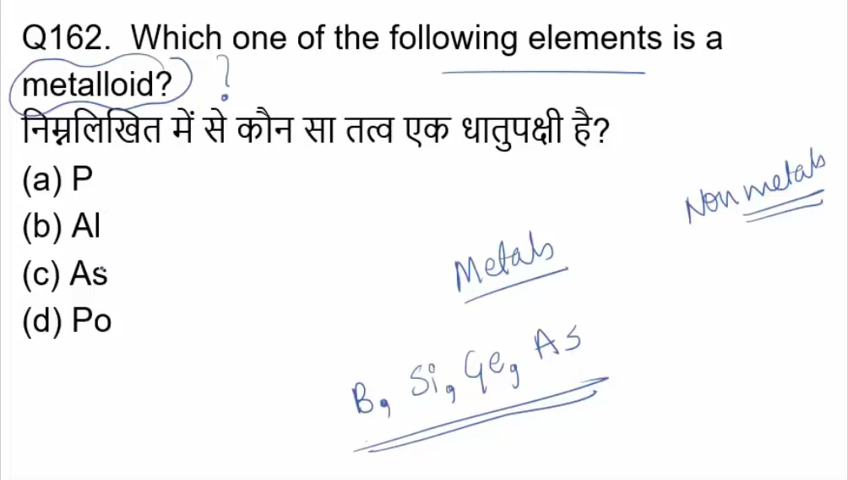 Q162. Which one of the following elements is a
metalloid? ?
निम्नलिखित में से कौन सा तत्व एक धातुपक्षी है?
(a) P
(b) Al
(c) As
(d) Po
Non metals
Metals
B, Si, Ge, As